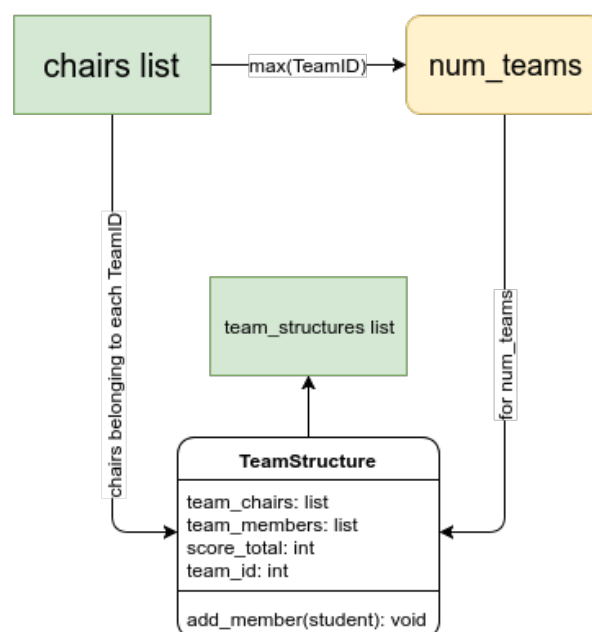 chairs list
max(TeamID)
num_teams
chairs belonging to each TeamID
for num_teams
team_structures list
TeamStructure
team_chairs: list
team_members: list
score_total: int
team_id: int
add_member(student): void